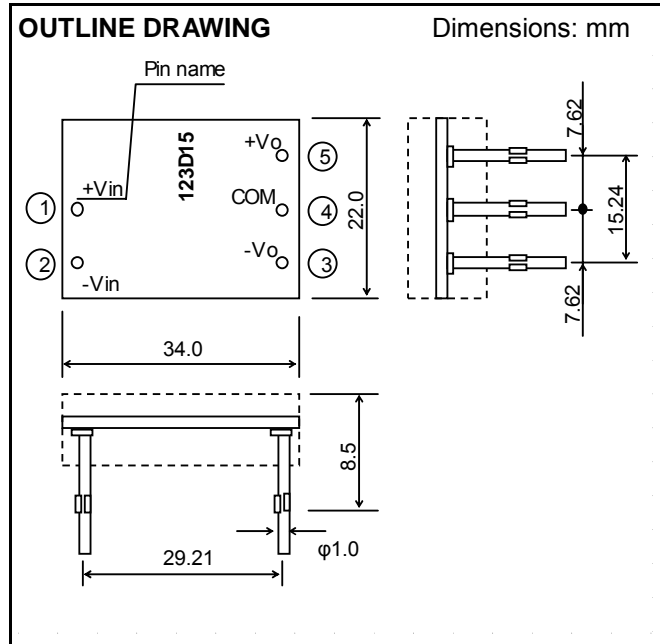 OUTLINE DRAWING
Dimensions: mm
Pin name
123D15
+Vo
5
1
+Vin
COM
4
2
-Vin
-Vo
3
22.0
34.0
7.62
15.24
7.62
8.5
φ1.0
29.21